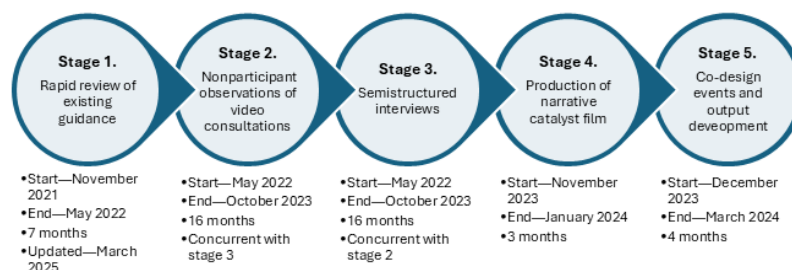 Stage 1.
Rapid review of
existing
guidance
Stage 2.
Nonparticipant
observations of
video
consultations
Stage 3.
Semistructured
interviews
Stage 4.
Production of
narrative
catalyst film
Stage 5.
Co-design
events and
output
deveopment
•Start—November
2021
•End—May 2022
•7 months
•Updated—March
2025
•Start—May 2022
•End—October 2023
•16 months
•Concurrent with
stage 3
•Start—May 2022
•End—October 2023
•16 months
•Concurrent with
stage 2
•Start—November
2023
•End—January 2024
•3 months
•Start—December
2023
•End—March 2024
•4 months